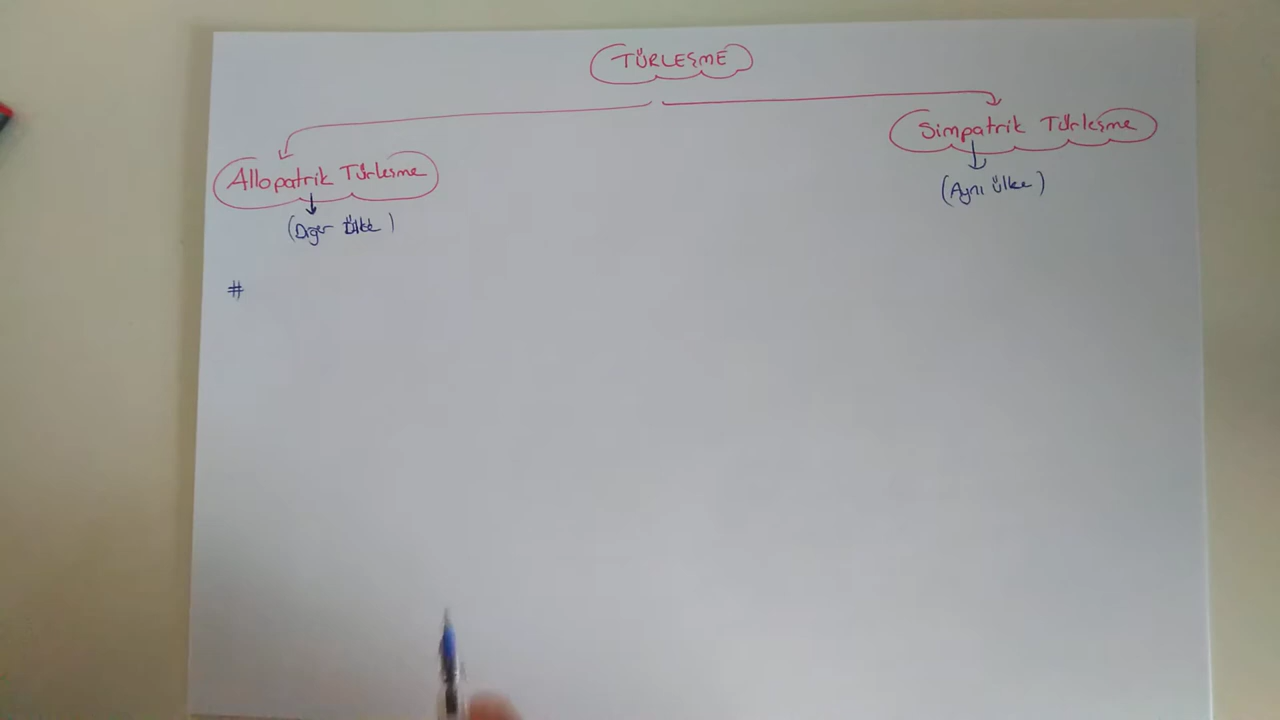 TÜRLEŞME
Allopatrik Türleşme
(Diğer Ülke)
#
Simpatrik Türleşme
(Aynı Ülke)